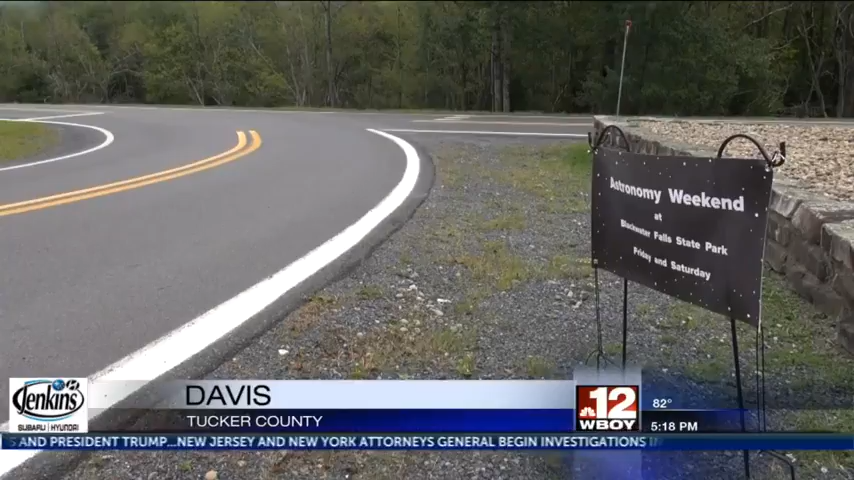 Astronomy Weekend
at
Blackwater Falls State Park
Friday and Saturday
Jenkins
SUBARU HYUNDAI
DAVIS
TUCKER COUNTY
12
WBOY
82°
5:18 PM
S AND PRESIDENT TRUMP...NEW JERSEY AND NEW YORK ATTORNEYS GENERAL BEGIN INVESTIGATIONS IN